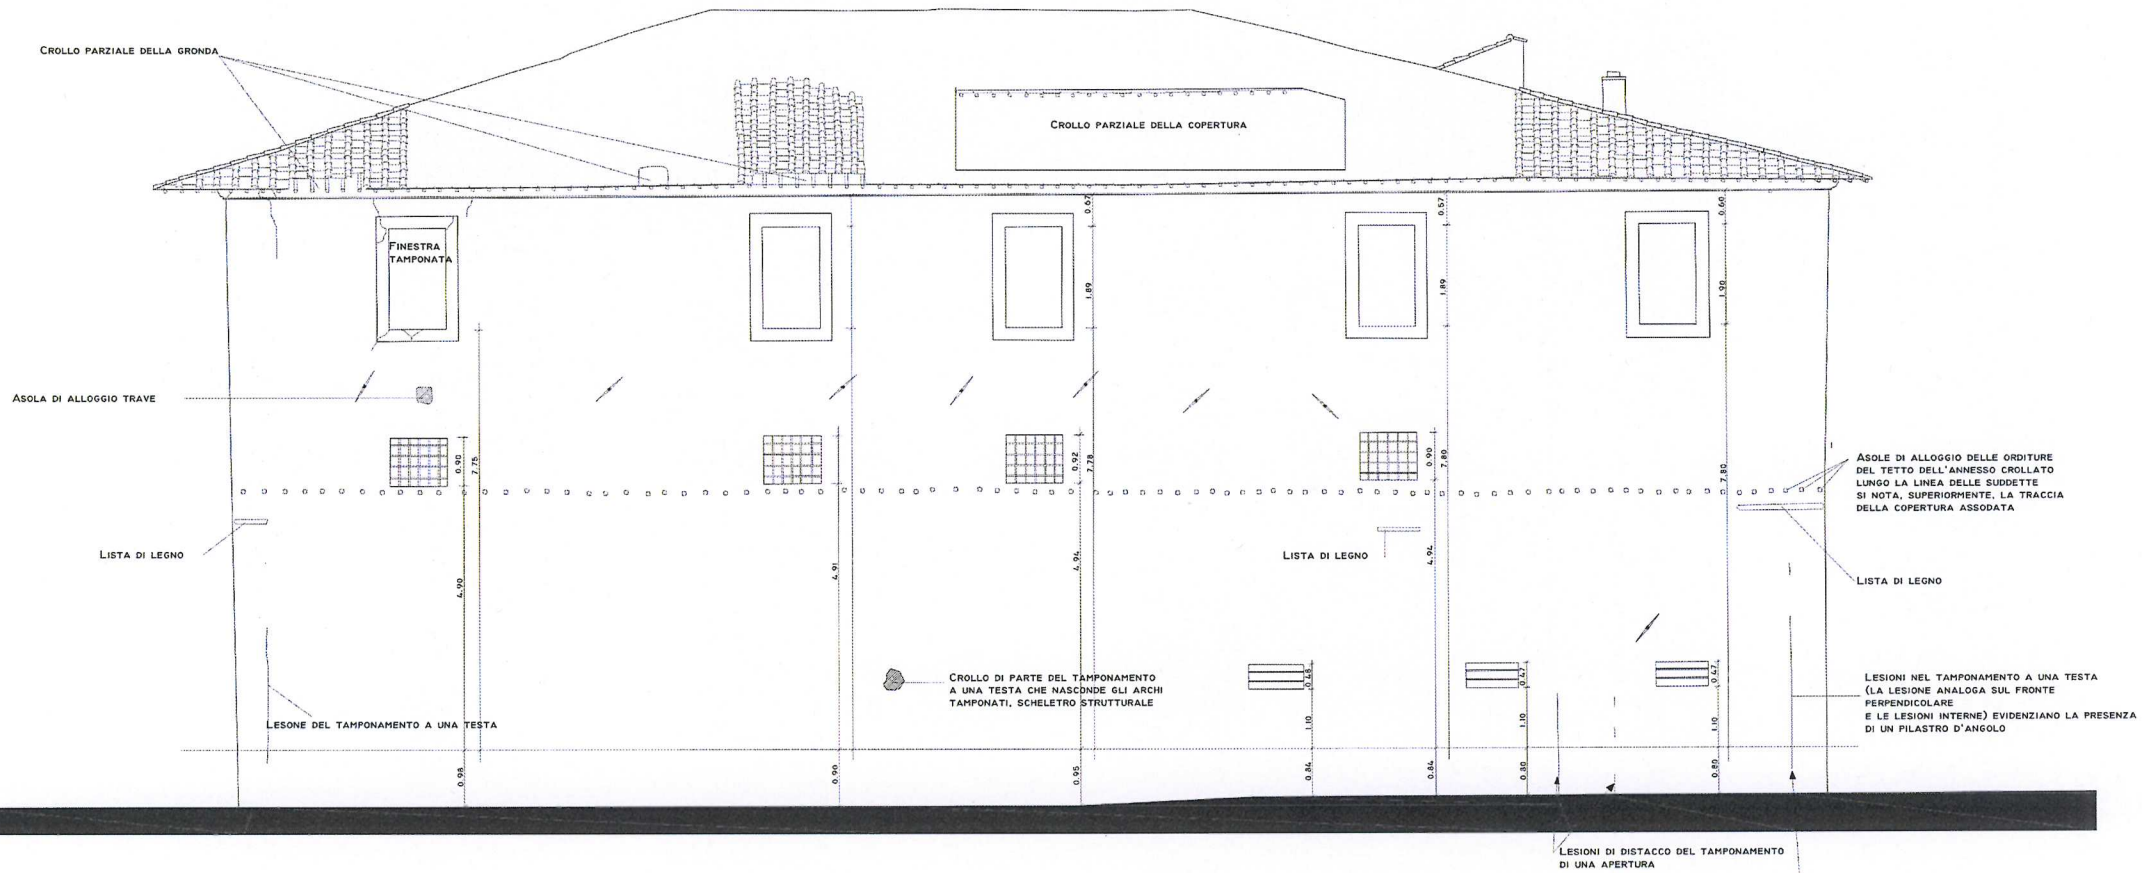 CROLLO PARZIALE DELLA GRONDA
CROLLO PARZIALE DELLA COPERTURA
FINESTRA
TAMPONATA
0.67
0.57
0.60
1.89
1.89
1.90
ASOLA DI ALLOGGIO TRAVE
0.90
7.75
0.92
7.78
0.90
7.80
7.80
ASOLE DI ALLOGGIO DELLE ORDITURE
DEL TETTO DELL'ANNESSO CROLLATO
LUNGO LA LINEA DELLE SUDDETTE
SI NOTA, SUPERIORMENTE, LA TRACCIA
DELLA COPERTURA ASSODATA
LISTA DI LEGNO
LISTA DI LEGNO
LISTA DI LEGNO
4.90
4.91
4.94
4.94
CROLLO DI PARTE DEL TAMPONAMENTO
A UNA TESTA CHE NASCONDE GLI ARCHI
TAMPONATI, SCHELETRO STRUTTURALE
0.48
0.47
0.47
LESIONI NEL TAMPONAMENTO A UNA TESTA
(LA LESIONE ANALOGA SUL FRONTE
PERPENDICOLARE
E LE LESIONI INTERNE) EVIDENZIANO LA PRESENZA
DI UN PILASTRO D'ANGOLO
LESONE DEL TAMPONAMENTO A UNA TESTA
1.10
1.10
1.10
0.98
0.90
0.95
0.84
0.84
0.80
0.80
LESIONI DI DISTACCO DEL TAMPONAMENTO
DI UNA APERTURA